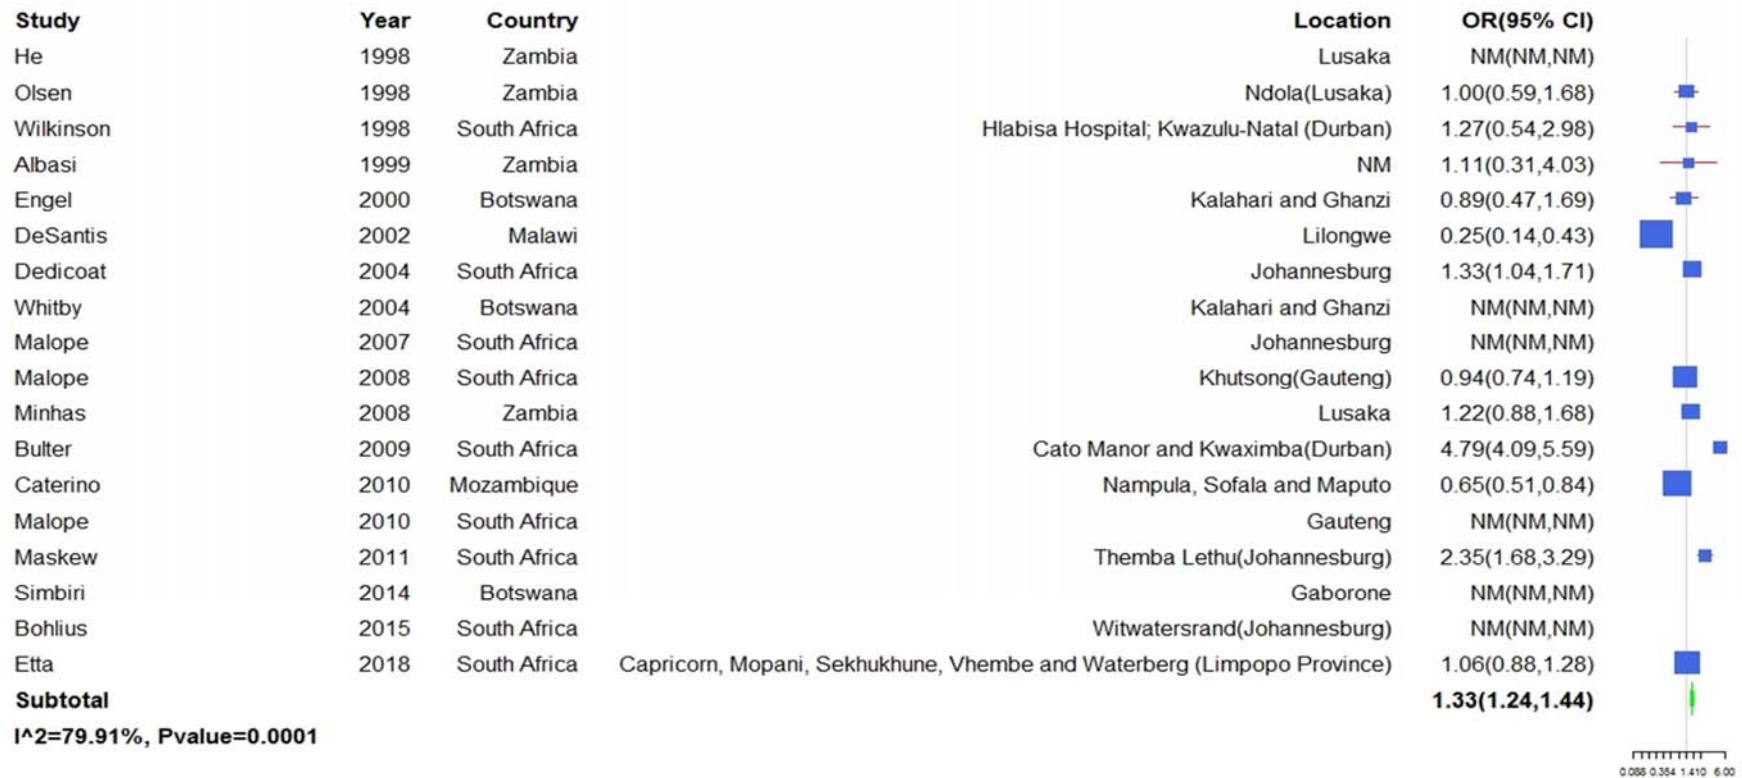 Study Year Country Location OR(95% CI)
He 1998 Zambia Lusaka NM(NM,NM)
Olsen 1998 Zambia Ndola(Lusaka) 1.00(0.59,1.68)
Wilkinson 1998 South Africa Hlabisa Hospital; Kwazulu-Natal (Durban) 1.27(0.54,2.98)
Albasi 1999 Zambia NM 1.11(0.31,4.03)
Engel 2000 Botswana Kalahari and Ghanzi 0.89(0.47,1.69)
DeSantis 2002 Malawi Lilongwe 0.25(0.14,0.43)
Dedicoat 2004 South Africa Johannesburg 1.33(1.04,1.71)
Whitby 2004 Botswana Kalahari and Ghanzi NM(NM,NM)
Malope 2007 South Africa Johannesburg NM(NM,NM)
Malope 2008 South Africa Khutsong(Gauteng) 0.94(0.74,1.19)
Minhas 2008 Zambia Lusaka 1.22(0.88,1.68)
Bulter 2009 South Africa Cato Manor and Kwaximba(Durban) 4.79(4.09,5.59)
Caterino 2010 Mozambique Nampula, Sofala and Maputo 0.65(0.51,0.84)
Malope 2010 South Africa Gauteng NM(NM,NM)
Maskew 2011 South Africa Themba Lethu(Johannesburg) 2.35(1.68,3.29)
Simbiri 2014 Botswana Gaborone NM(NM,NM)
Bohlius 2015 South Africa Witwatersrand(Johannesburg) NM(NM,NM)
Etta 2018 South Africa Capricorn, Mopani, Sekhukhune, Vhembe and Waterberg (Limpopo Province) 1.06(0.88,1.28)
Subtotal 1.33(1.24,1.44)
I^2=79.91%, Pvalue=0.0001
0.088 0.354 1.410 6.00